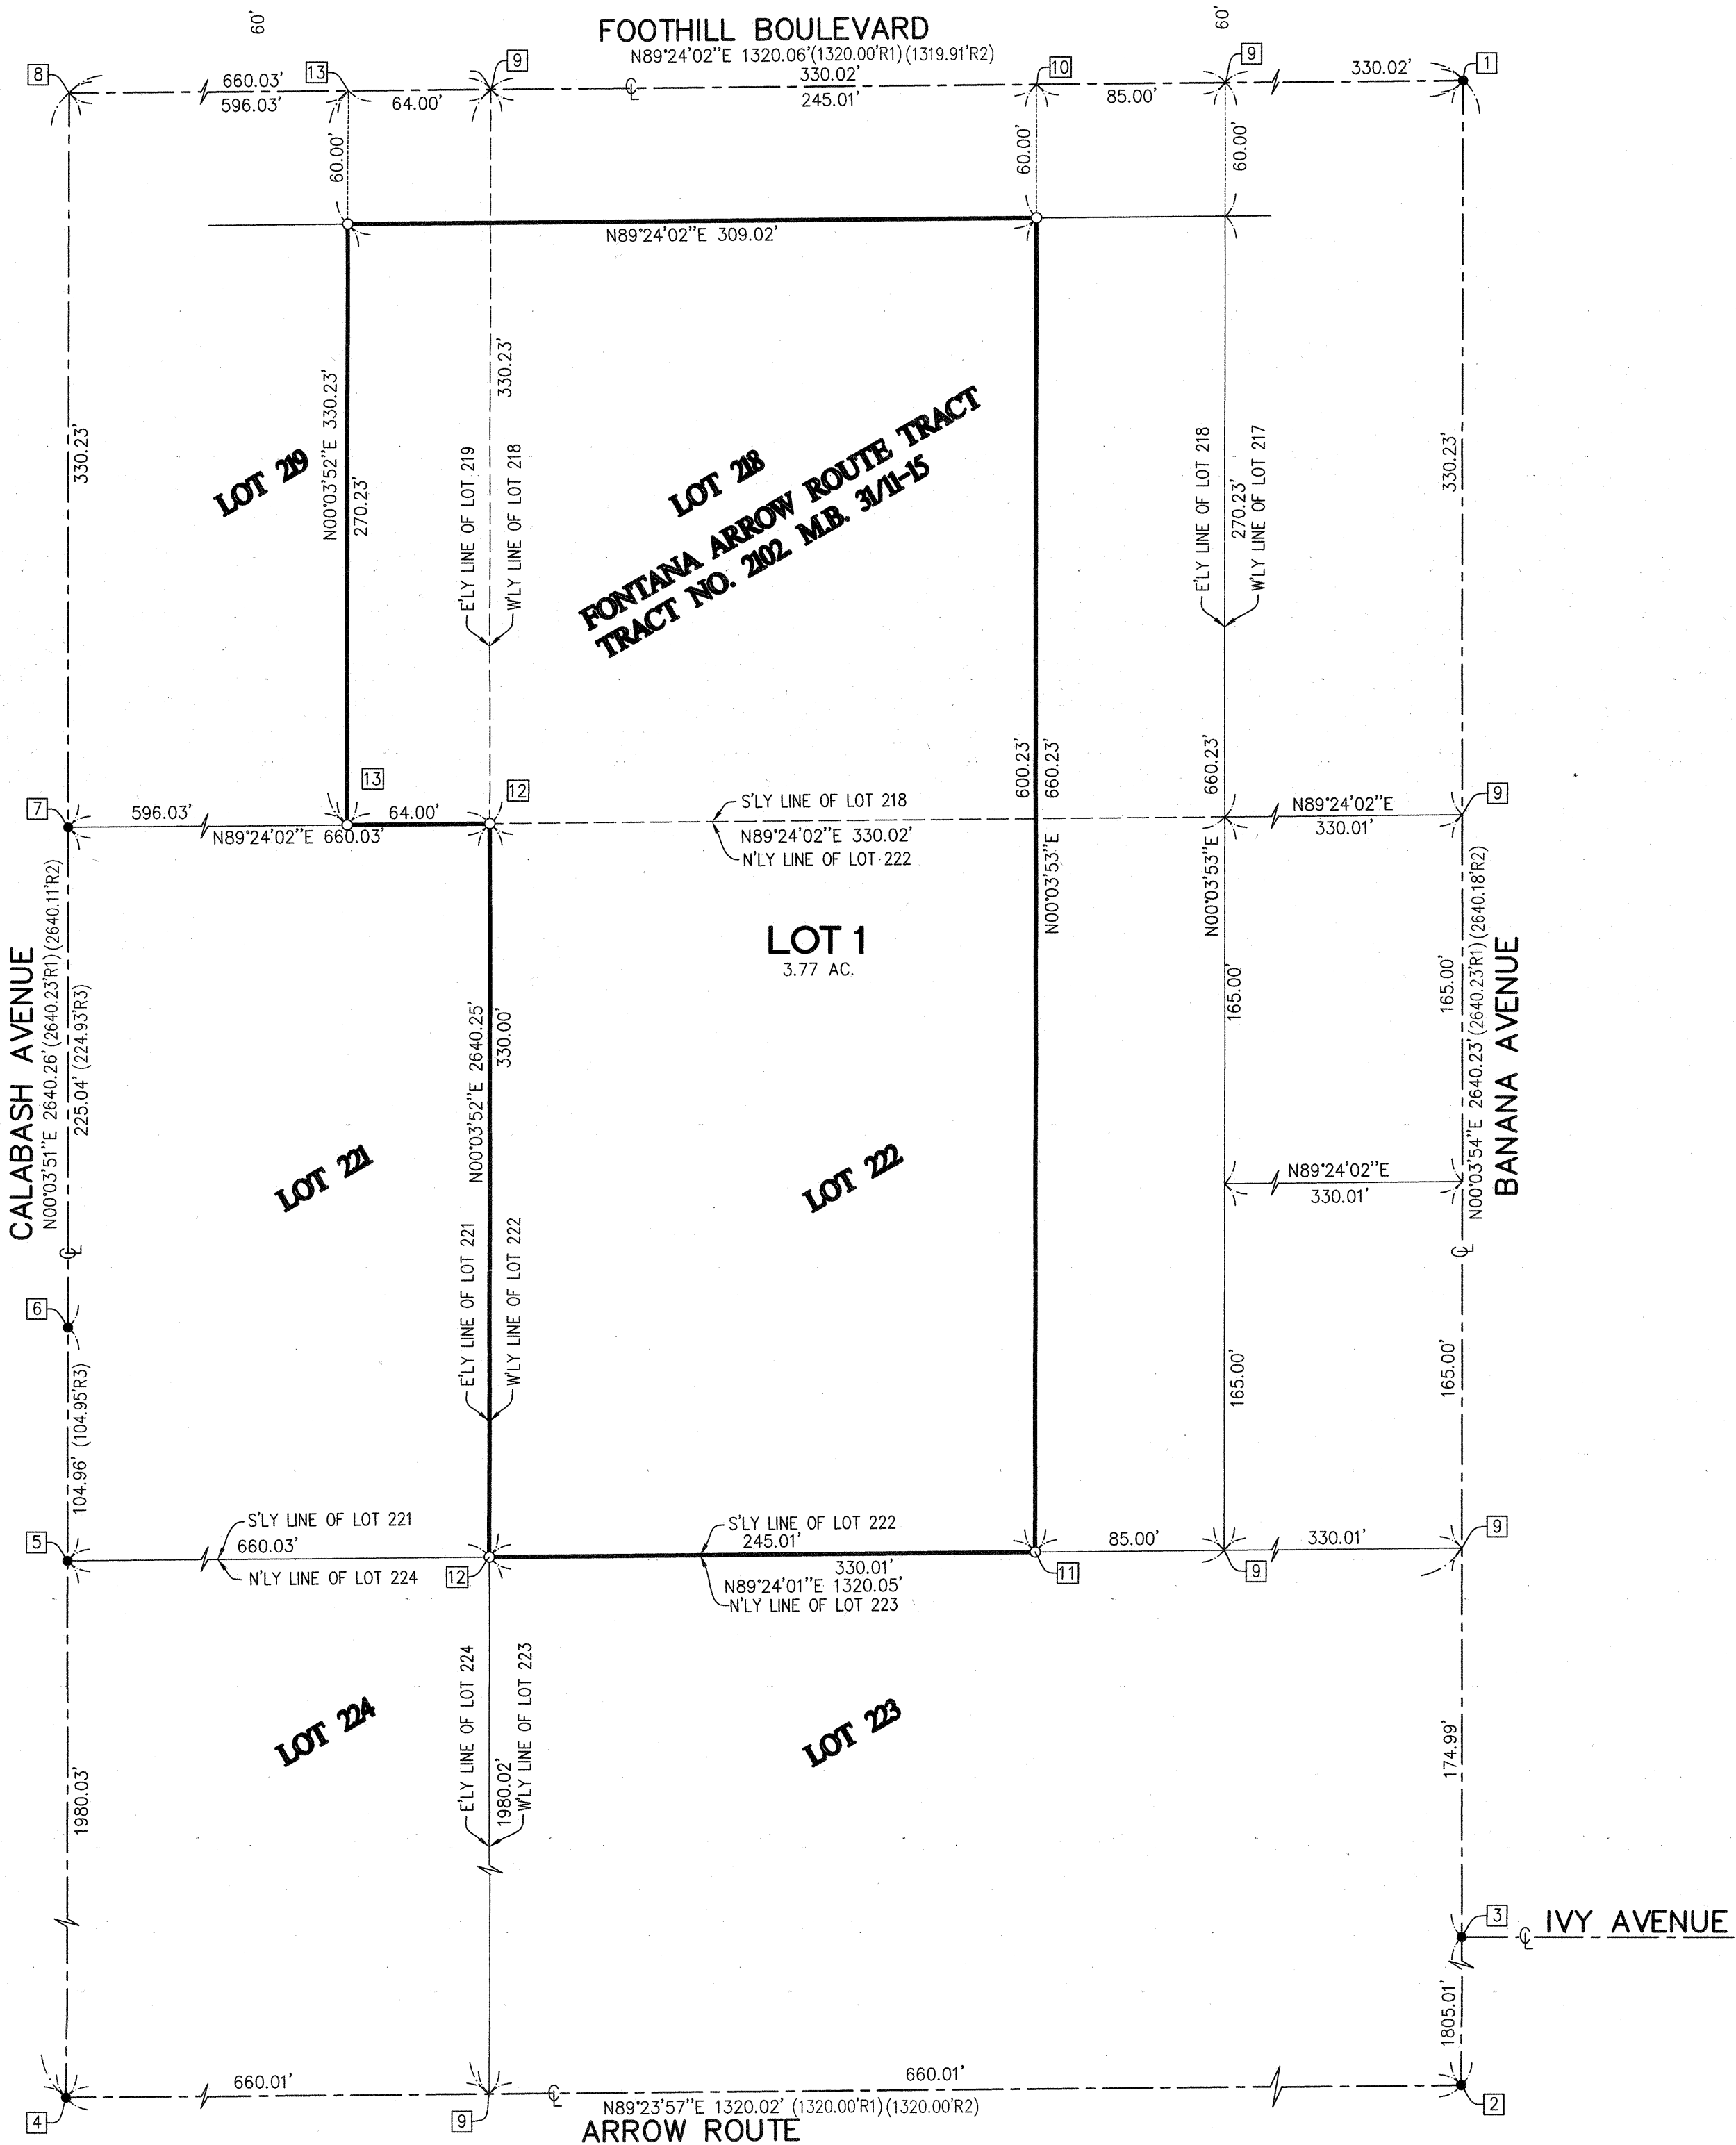 60'
FOOTHILL BOULEVARD
60'
N89°24'02"E 1320.06'(1320.00'R1)(1319.91'R2)
8
660.03'
13
9
330.02'
10
9
330.02'
1
596.03'
64.00'
℄
245.01'
85.00'
60.00'
60.00'
60.00'
N89°24'02"E 309.02'
330.23'
N00°03'52"E 330.23'
270.23'
330.23'
E'LY LINE OF LOT 219
W'LY LINE OF LOT 218
LOT 219
LOT 218
FONTANA ARROW ROUTE TRACT
TRACT NO. 2102. M.B. 31/11-15
E'LY LINE OF LOT 218
270.23'
W'LY LINE OF LOT 217
330.23'
600.23'
660.23'
660.23'
13
12
7
596.03'
64.00'
S'LY LINE OF LOT 218
N89°24'02"E
9
N89°24'02"E 660.03'
N89°24'02"E 330.02'
330.01'
N'LY LINE OF LOT 222
N00°03'53"E
N00°03'53"E
LOT 1
3.77 AC.
CALABASH AVENUE
N00°03'51"E 2640.26'(2640.23'R1)(2640.11'R2)
225.04' (224.93'R3)
N00°03'52"E 2640.25'
330.00'
165.00'
165.00'
N00°03'54"E 2640.23'(2640.23'R1)(2640.18'R2)
BANANA AVENUE
LOT 221
LOT 222
N89°24'02"E
330.01'
℄
℄
E'LY LINE OF LOT 221
W'LY LINE OF LOT 222
6
104.96' (104.95'R3)
165.00'
165.00'
5
S'LY LINE OF LOT 221
660.03'
N'LY LINE OF LOT 224
12
S'LY LINE OF LOT 222
245.01'
330.01'
N89°24'01"E 1320.05'
N'LY LINE OF LOT 223
11
85.00'
9
330.01'
9
E'LY LINE OF LOT 224
1980.02'
W'LY LINE OF LOT 223
LOT 224
LOT 223
1980.03'
174.99'
3
℄ IVY AVENUE
1805.01'
660.01'
660.01'
4
9
℄
N89°23'57"E 1320.02' (1320.00'R1)(1320.00'R2)
2
ARROW ROUTE